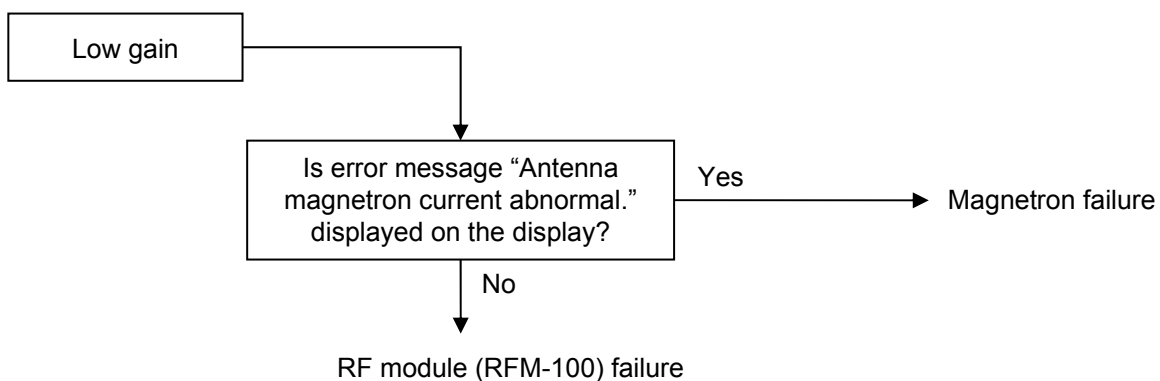 Low gain
Is error message “Antenna
magnetron current abnormal.”
displayed on the display?
Yes
Magnetron failure
No
RF module (RFM-100) failure